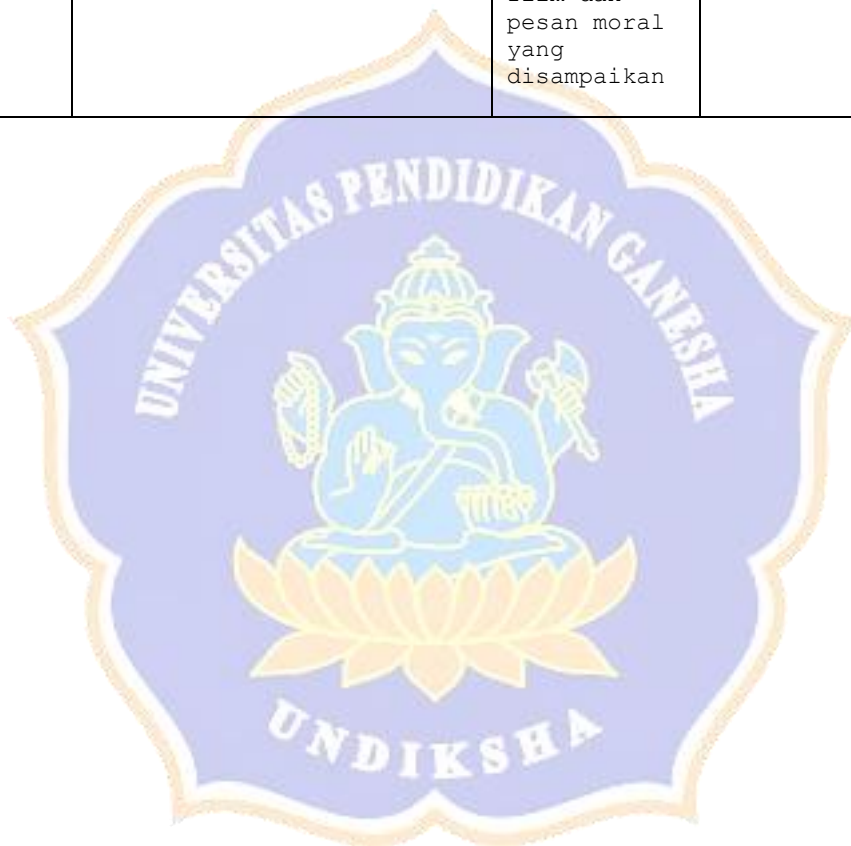 pesan moral
yang
disampaikan
UNIVERSITAS PENDIDIKAN GANESHA
UNDIKSHA